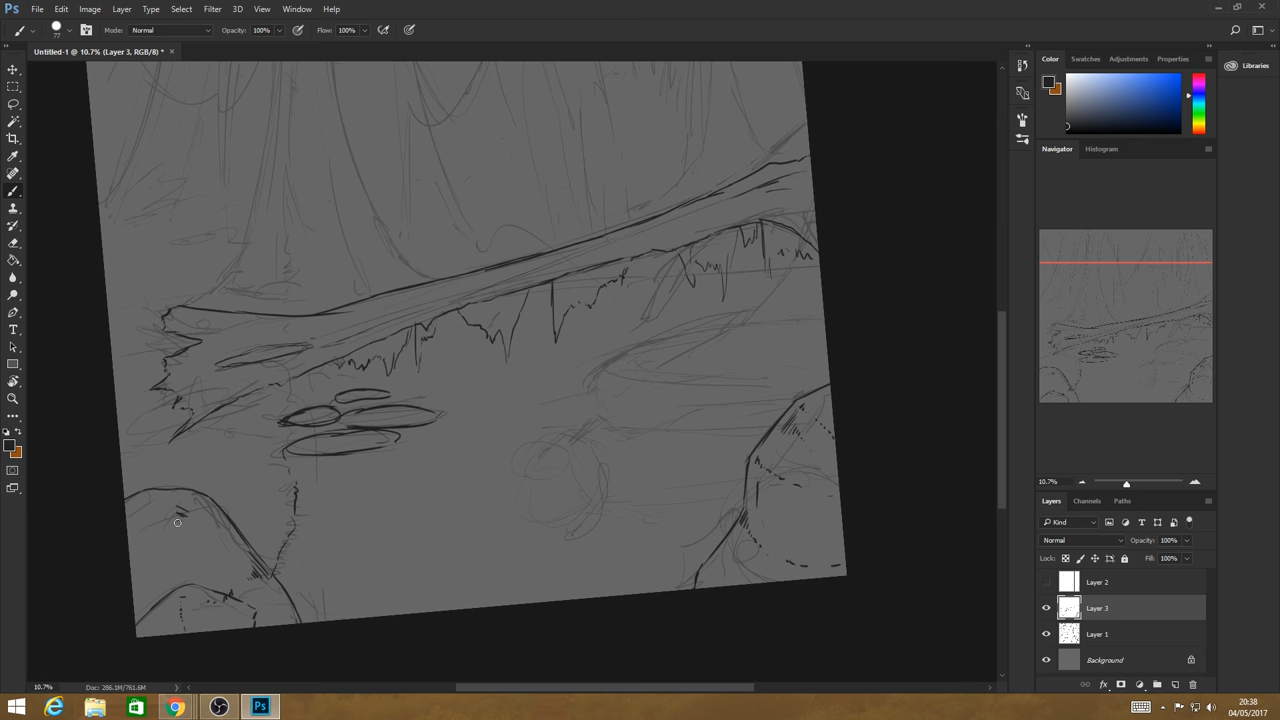 Ps File Edit Image Layer Type Select Filter 3D View Window Help
77 Mode: Normal Opacity: 100% Flow: 100%
Untitled-1 @ 10.7% (Layer 3, RGB/8) * ×
Color Swatches Adjustments Properties
Libraries
Navigator Histogram
10.7%
Layers Channels Paths
Kind
Normal Opacity: 100%
Lock: Fill: 100%
Layer 2
Layer 3
Layer 1
Background
fx
10.7% Doc: 286.1M/761.6M
Ps
20:38
04/05/2017